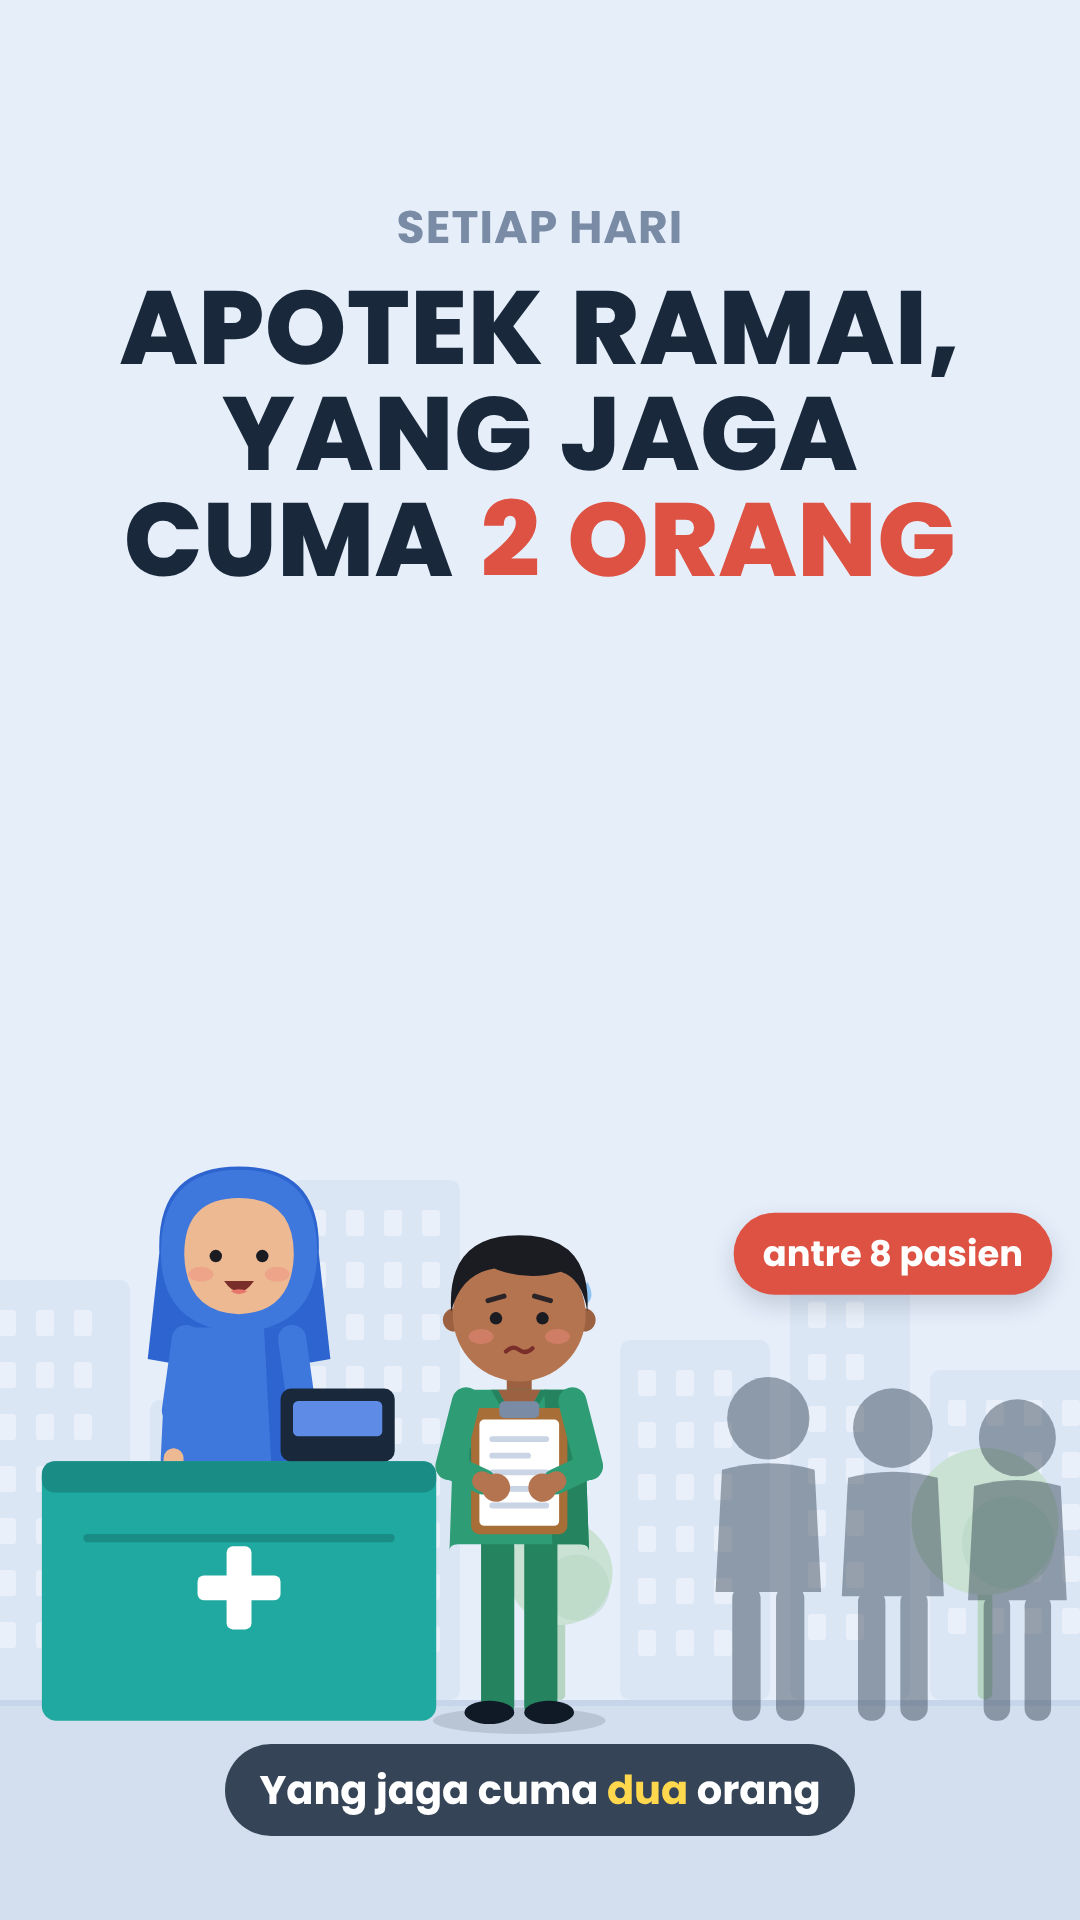 SETIAP HARI
APOTEK RAMAI,
YANG JAGA
CUMA 2 ORANG
antre 8 pasien
Yang jaga cuma dua orang